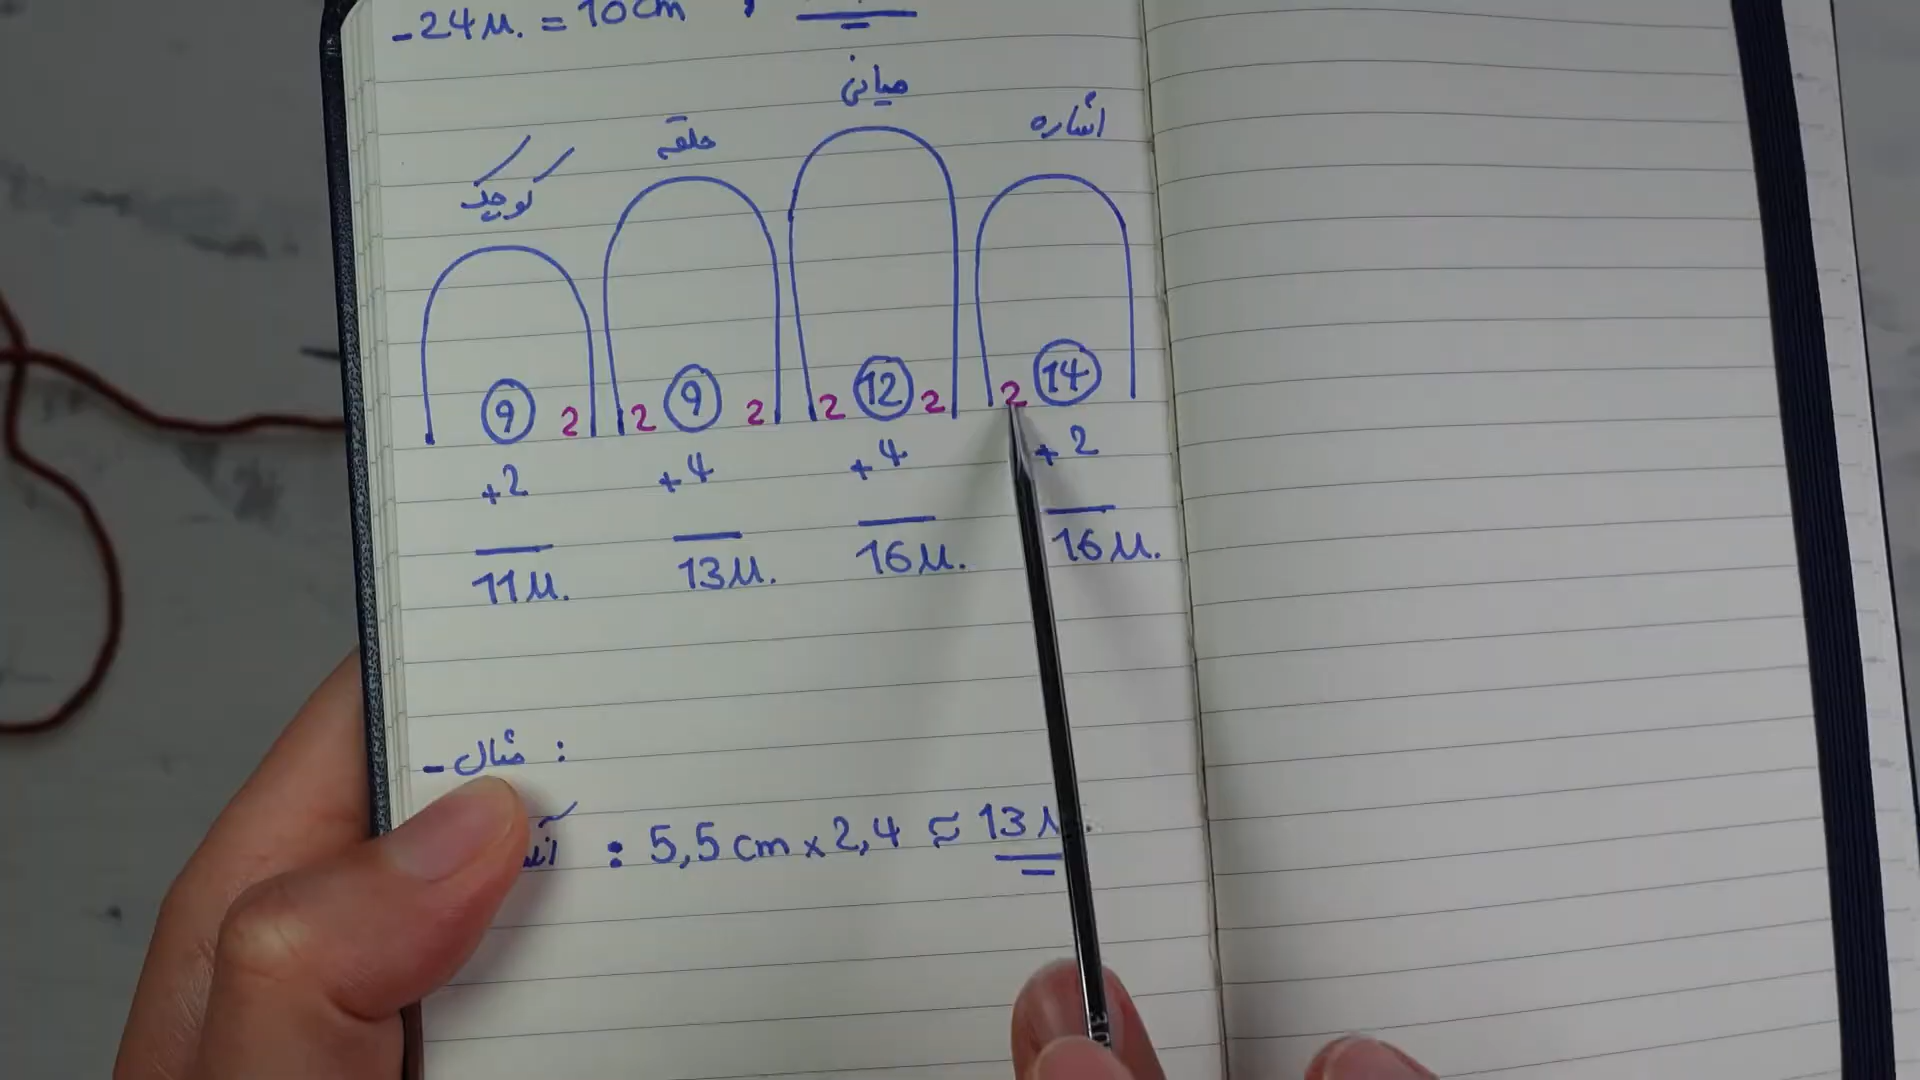 -24M. = 10cm
میانی
اشاره
حلقه
کوچک
9 2 2 9 2 2 12 2 2 14
+2 +4 +4 +2
11M. 13M. 16M. 16M.
- مثال :
: 5,5 cm x 2,4 ≈ 13
30